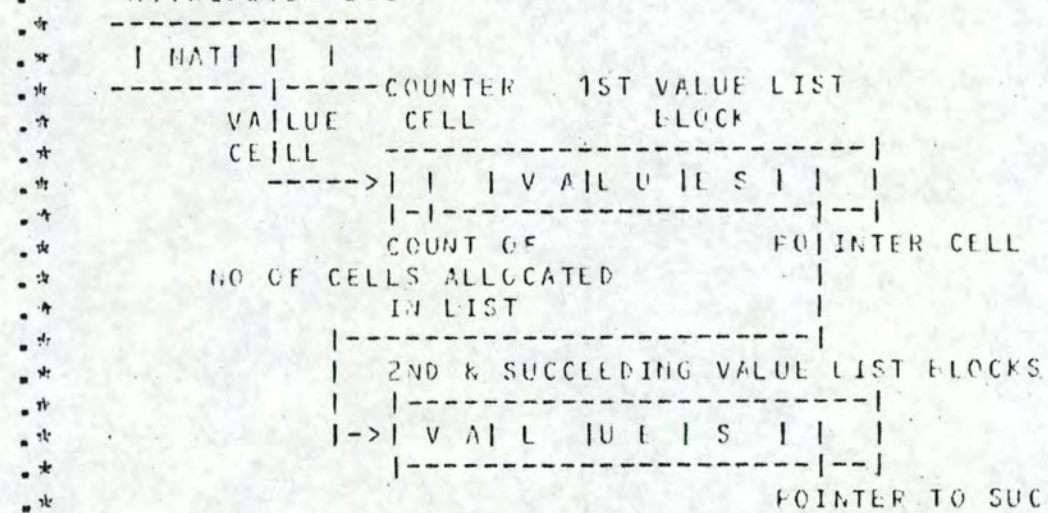 .*    --------------
.*     | NAT| |  |
.*    --------|-----COUNTER   1ST VALUE LIST
.*          VA|LUE   CELL        BLOCK
.*          CE|LL   -------------------------|
.*            ----->| |  | V A|L U |E S | |  |
.*                  |-|--------------------|--|
.*                  COUNT OF            PO|INTER CELL
.*         NO OF CELLS ALLOCATED          |
.*                  IN LIST               |
.*               |------------------------|
.*               |  2ND & SUCCEEDING VALUE LIST BLOCKS
.*               |  |------------------------|
.*               |->| V A| L  |U E | S  | |  |
.*                  |---------------------|--|
.*                                      POINTER TO SUC